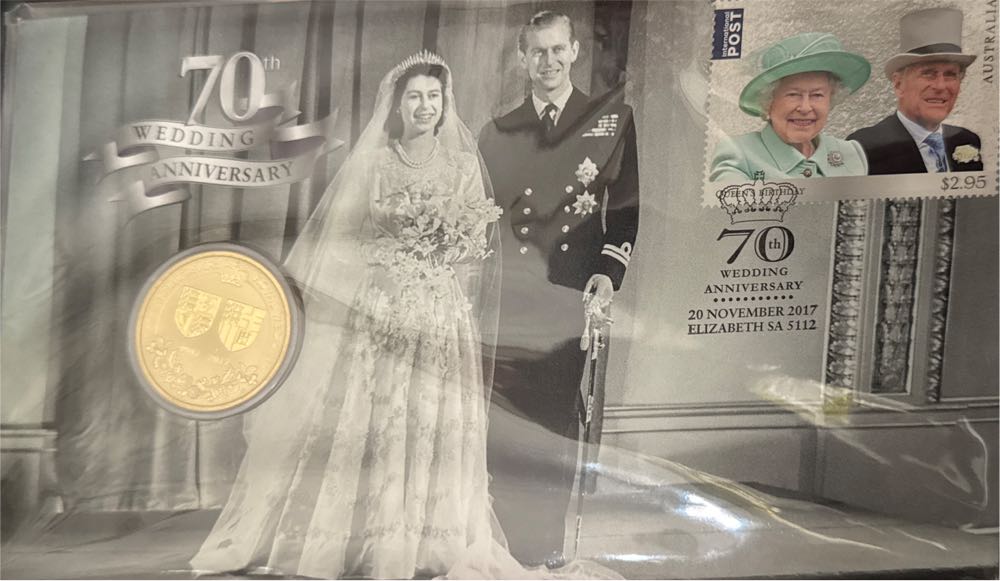 70th
WEDDING
ANNIVERSARY
International
POST
AUSTRALIA
QUEEN'S BIRTHDAY
$2.95
70th
WEDDING
ANNIVERSARY
20 NOVEMBER 2017
ELIZABETH SA 5112